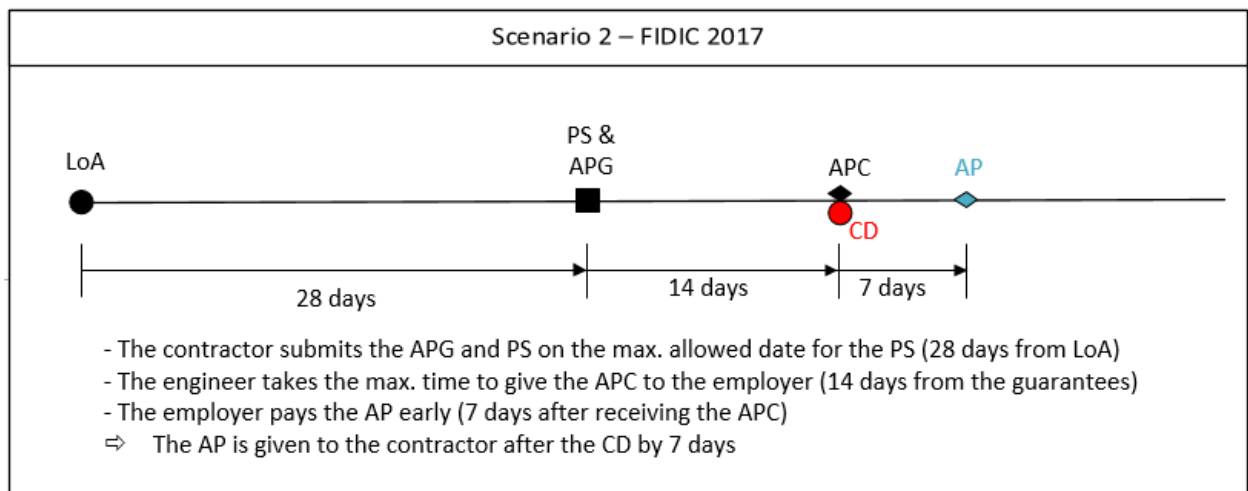 Scenario 2 – FIDIC 2017
LoA
PS &
APG
APC
AP
CD
28 days
14 days
7 days
- The contractor submits the APG and PS on the max. allowed date for the PS (28 days from LoA)
- The engineer takes the max. time to give the APC to the employer (14 days from the guarantees)
- The employer pays the AP early (7 days after receiving the APC)
⇨ The AP is given to the contractor after the CD by 7 days